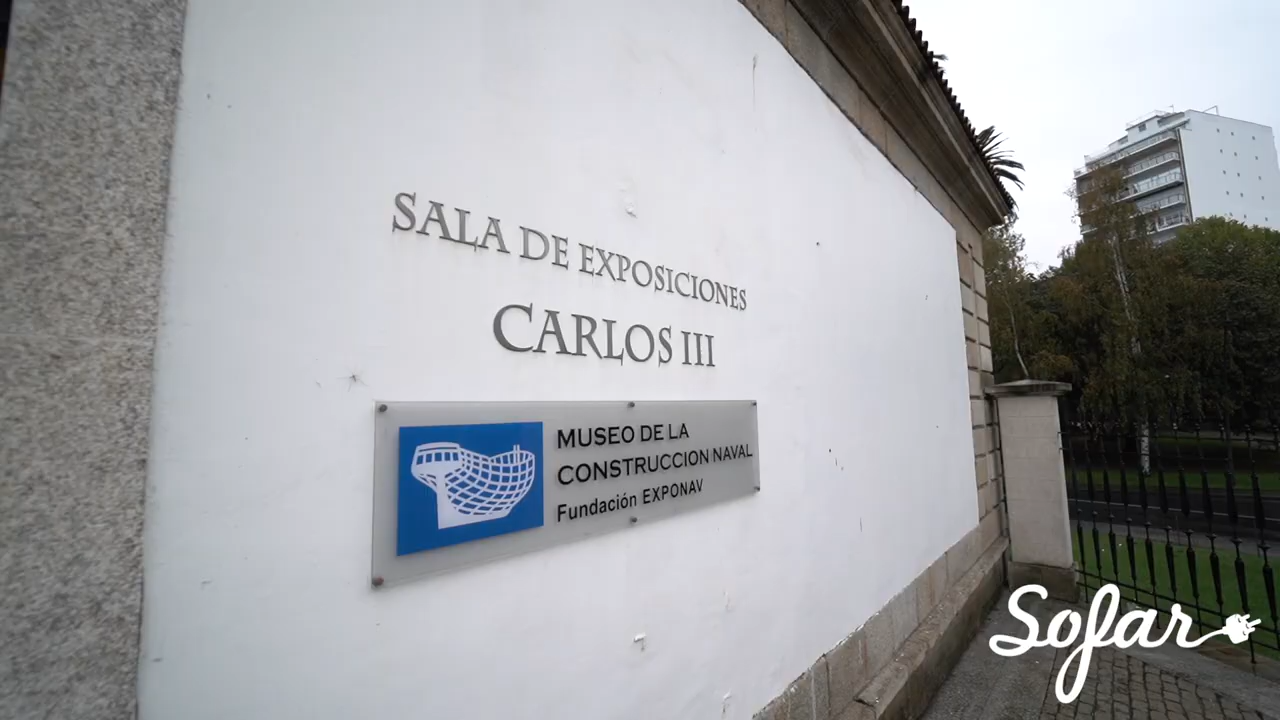 SALA DE EXPOSICIONES
CARLOS III
MUSEO DE LA
CONSTRUCCION NAVAL
Fundación EXPONAV
Sofar